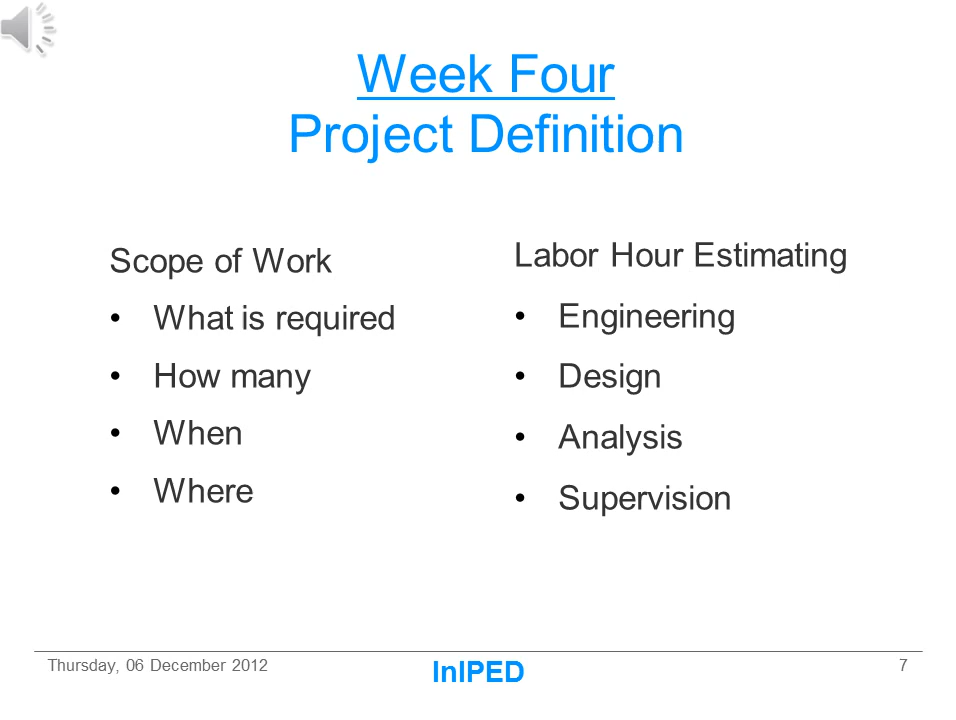 Week Four
Project Definition
Scope of Work
• What is required
• How many
• When
• Where
Labor Hour Estimating
• Engineering
• Design
• Analysis
• Supervision
Thursday, 06 December 2012
InIPED
7